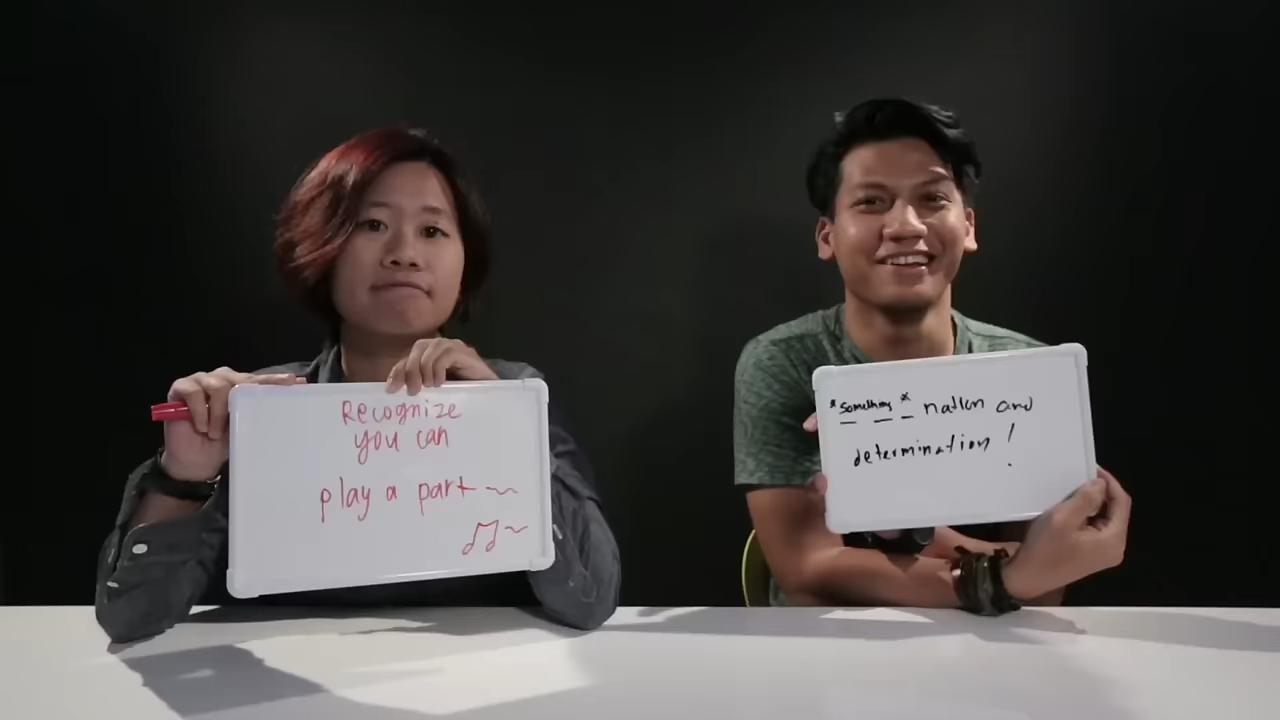 Recognize
you can
play a part ~
*something* _ _ _ nation and
determination!